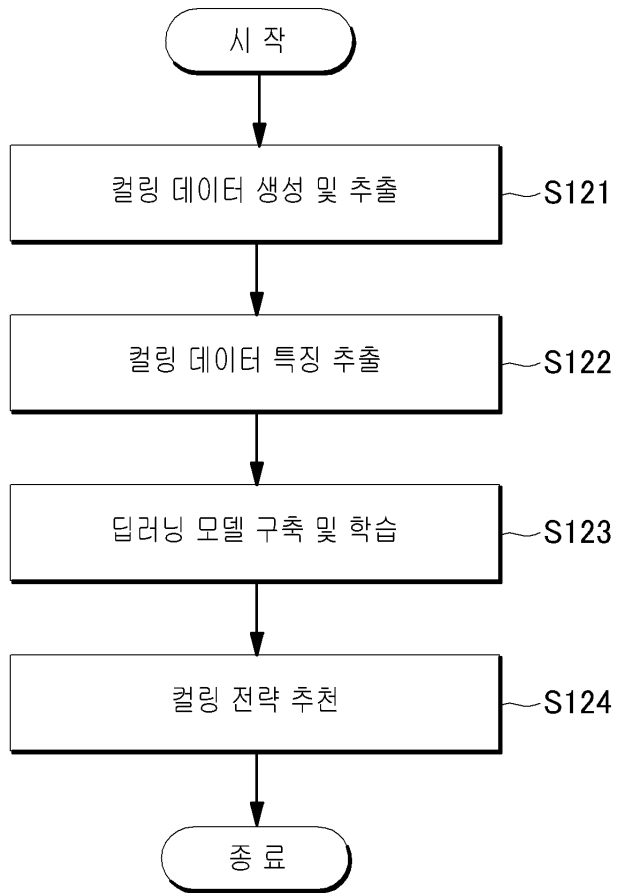 시 작
컬링 데이터 생성 및 추출
S121
컬링 데이터 특징 추출
S122
딥러닝 모델 구축 및 학습
S123
컬링 전략 추천
S124
종 료